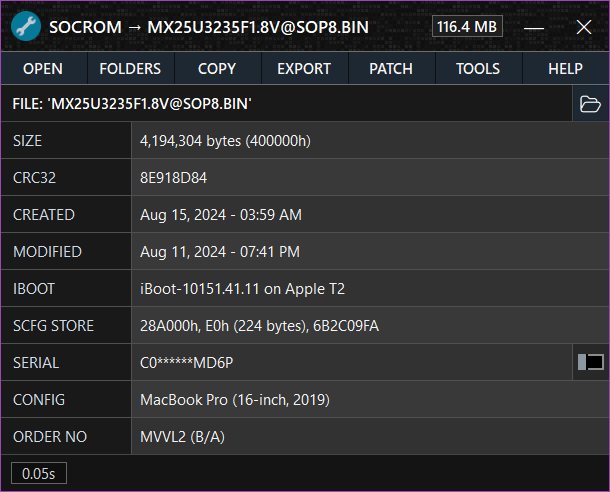 SOCROM → MX25U3235F1.8V@SOP8.BIN 116.4 MB
OPEN FOLDERS COPY EXPORT PATCH TOOLS HELP
FILE: 'MX25U3235F1.8V@SOP8.BIN'
SIZE 4,194,304 bytes (400000h)
CRC32 8E918D84
CREATED Aug 15, 2024 - 03:59 AM
MODIFIED Aug 11, 2024 - 07:41 PM
IBOOT iBoot-10151.41.11 on Apple T2
SCFG STORE 28A000h, E0h (224 bytes), 6B2C09FA
SERIAL C0******MD6P
CONFIG MacBook Pro (16-inch, 2019)
ORDER NO MVVL2 (B/A)
0.05s